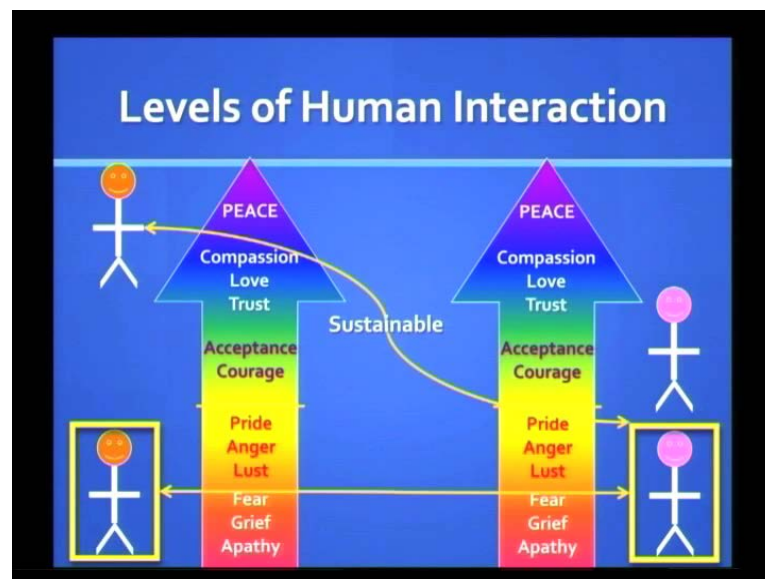 Levels of Human Interaction
PEACE
Compassion
Love
Trust
Acceptance
Courage
Pride
Anger
Lust
Fear
Grief
Apathy
Sustainable
PEACE
Compassion
Love
Trust
Acceptance
Courage
Pride
Anger
Lust
Fear
Grief
Apathy